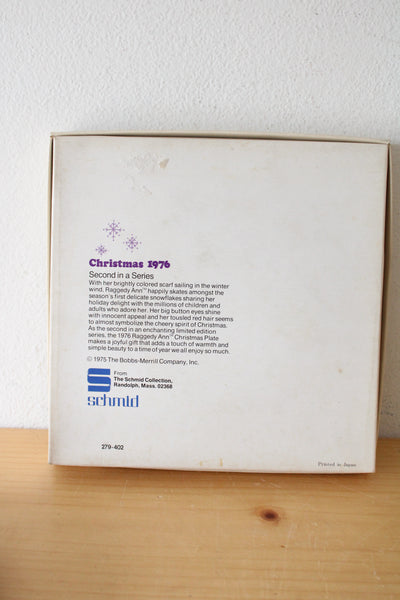 Christmas 1976
Second in a Series
With her brightly colored scarf sailing in the winter
wind, Raggedy Ann™ happily skates amongst the
season's first delicate snowflakes sharing her
holiday delight with the millions of children and
adults who adore her. Her big button eyes shine
with innocent appeal and her tousled red hair seems
to almost symbolize the cheery spirit of Christmas.
As the second in an enchanting limited edition
series, the 1976 Raggedy Ann™ Christmas Plate
makes a joyful gift that adds a touch of warmth and
simple beauty to a time of year we all enjoy so much.
© 1975 The Bobbs-Merrill Company, Inc.
From
The Schmid Collection,
Randolph, Mass. 02368
schmid
279-402
Printed in Japan